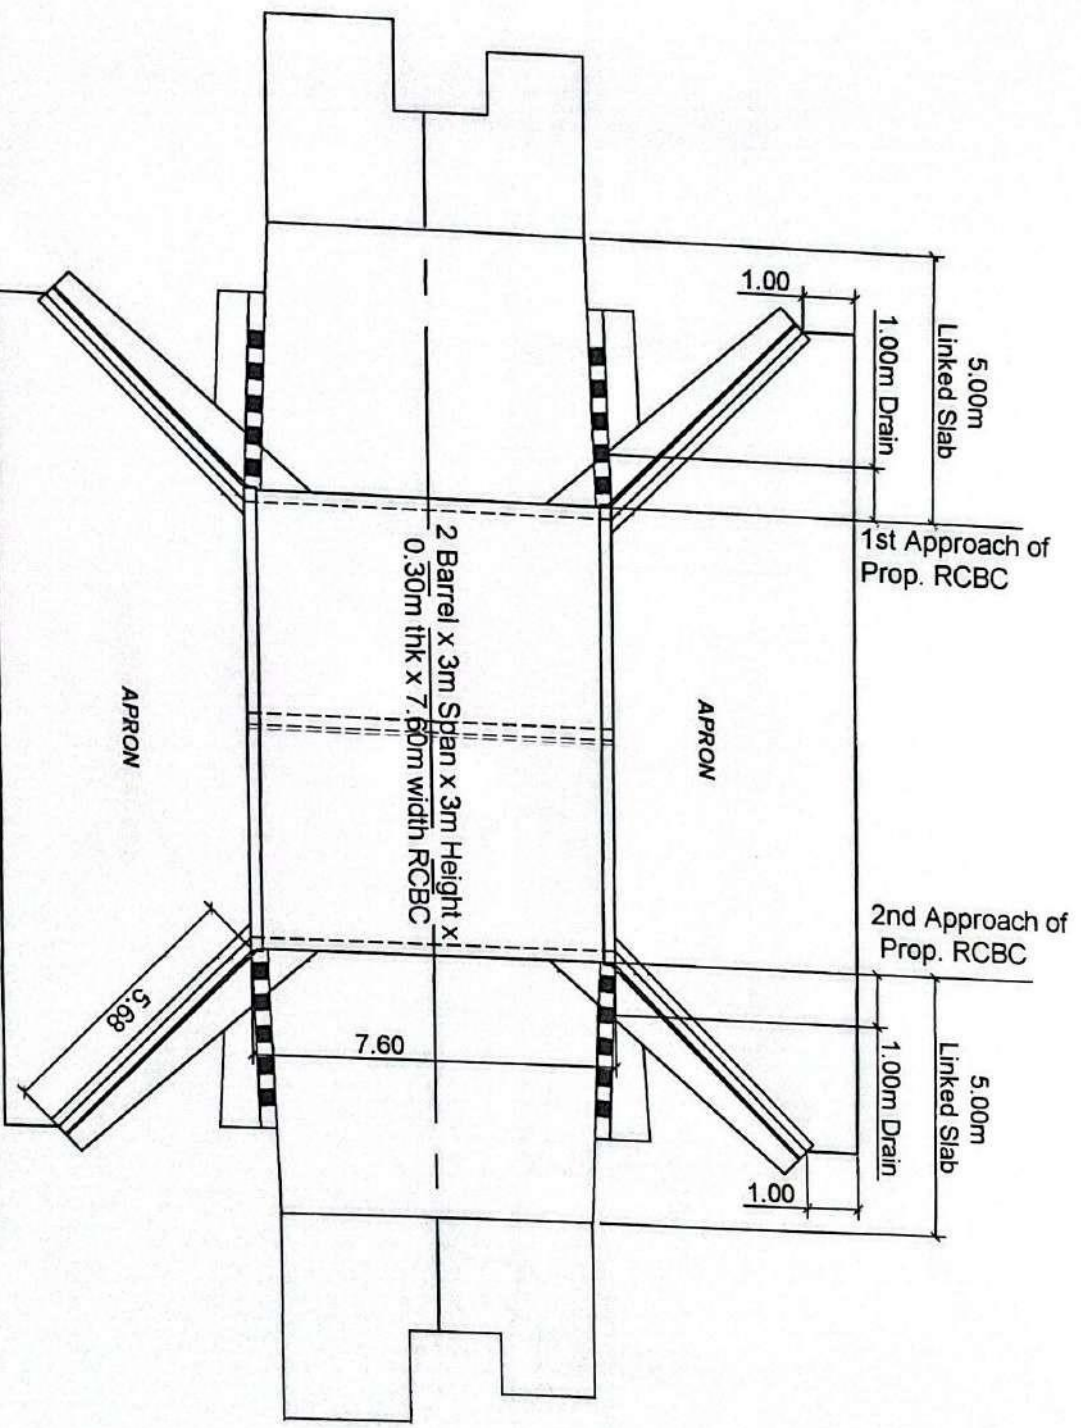 1.00
1.00m Drain
5.00m
Linked Slab
1st Approach of
Prop. RCBC
2 Barrel x 3m Span x 3m Height x
0.30m thk x 7.60m width RCBC
APRON
APRON
2nd Approach of
Prop. RCBC
5.68
7.60
1.00m Drain
5.00m
Linked Slab
1.00